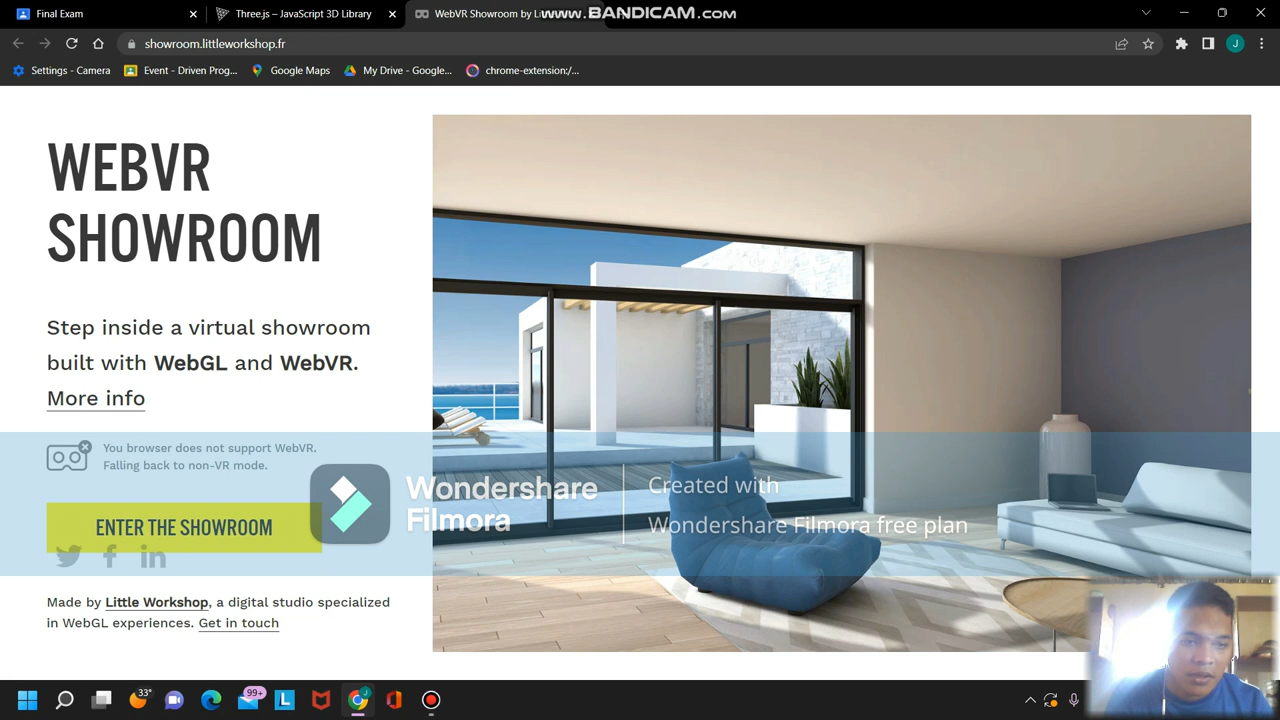 Final Exam
Three.js – JavaScript 3D Library
WebVR Showroom by Li
www.BANDICAM.com
showroom.littleworkshop.fr
J
Settings - Camera
Event - Driven Prog...
Google Maps
My Drive - Google...
chrome-extension:/...
WEBVR
SHOWROOM
Step inside a virtual showroom
built with WebGL and WebVR.
More info
You browser does not support WebVR.
Falling back to non-VR mode.
ENTER THE SHOWROOM
Wondershare
Filmora
Created with
Wondershare Filmora free plan
Made by Little Workshop, a digital studio specialized
in WebGL experiences. Get in touch
33°
99+
L
J